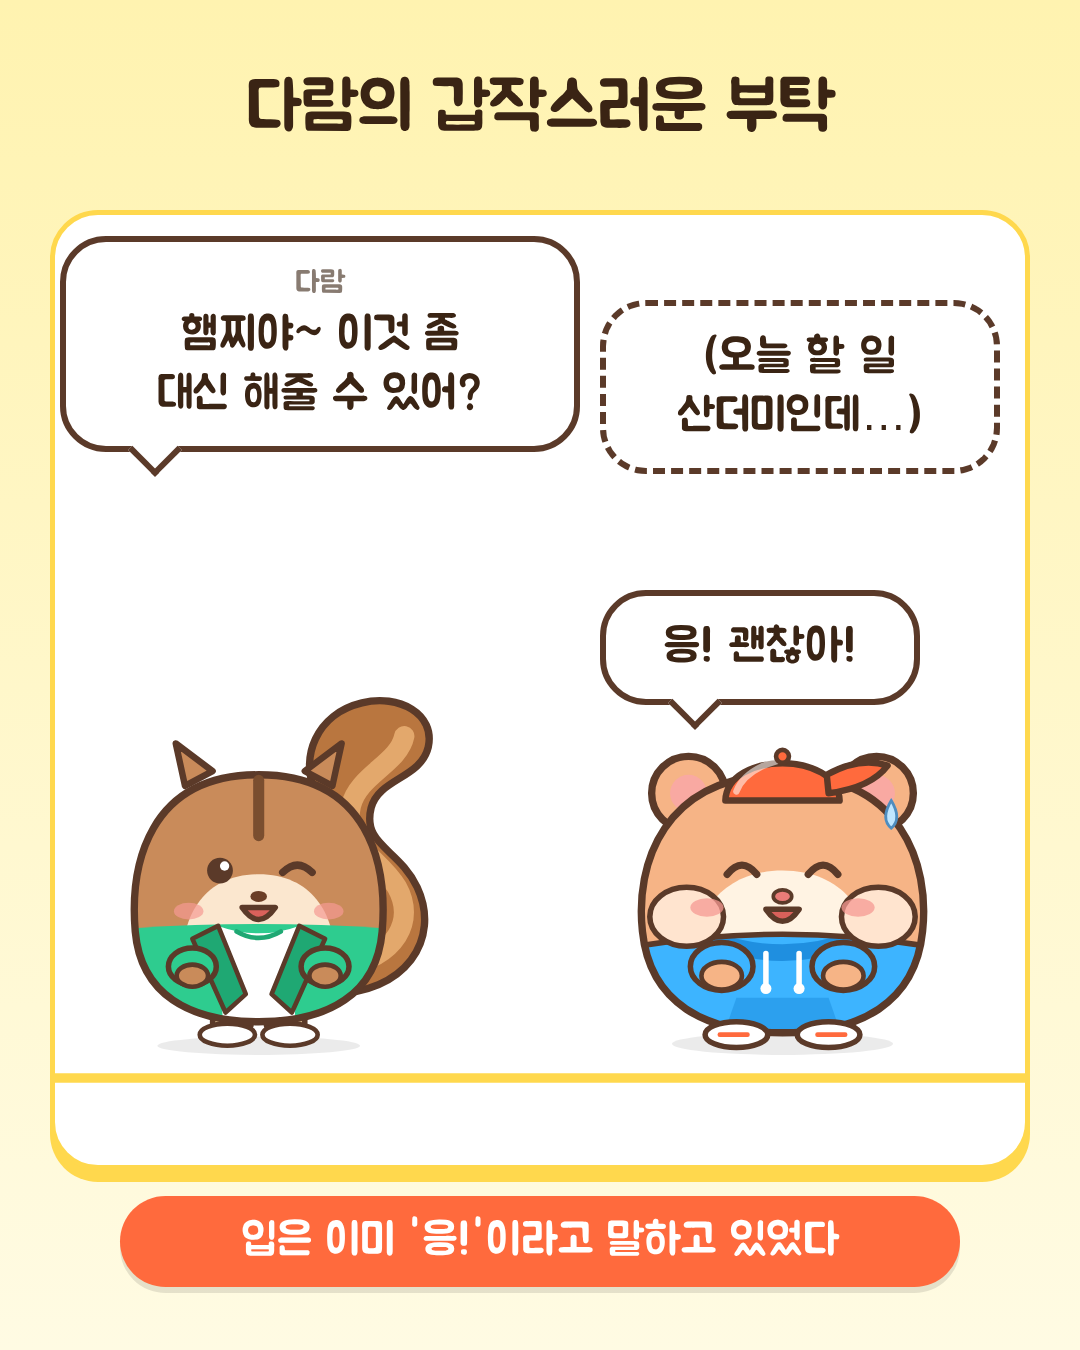 다람의 갑작스러운 부탁
다람
햄찌야~ 이것 좀
대신 해줄 수 있어?
(오늘 할 일
산더미인데...)
응! 괜찮아!
입은 이미 '응!'이라고 말하고 있었다